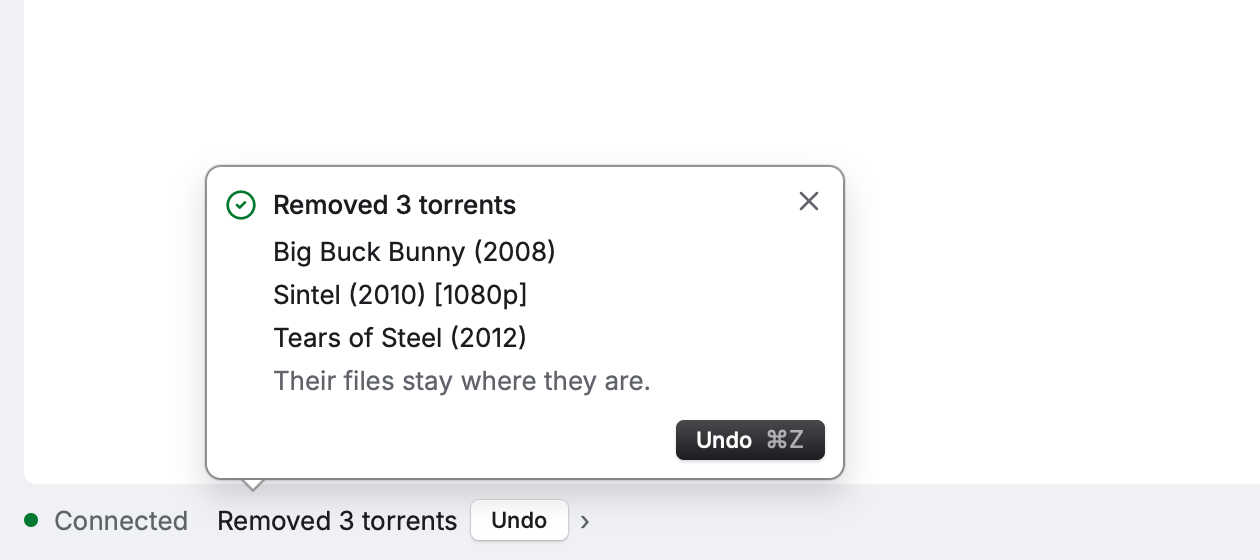 Removed 3 torrents
Big Buck Bunny (2008)
Sintel (2010) [1080p]
Tears of Steel (2012)
Their files stay where they are.
Undo ⌘Z
Connected Removed 3 torrents Undo ›